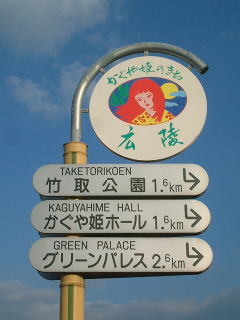 かぐや姫のまち
広陵
TAKETORIKOEN
竹取公園 1.6km
KAGUYAHIME HALL
かぐや姫ホール 1.6km
GREEN PALACE
グリーンパレス 2.6km